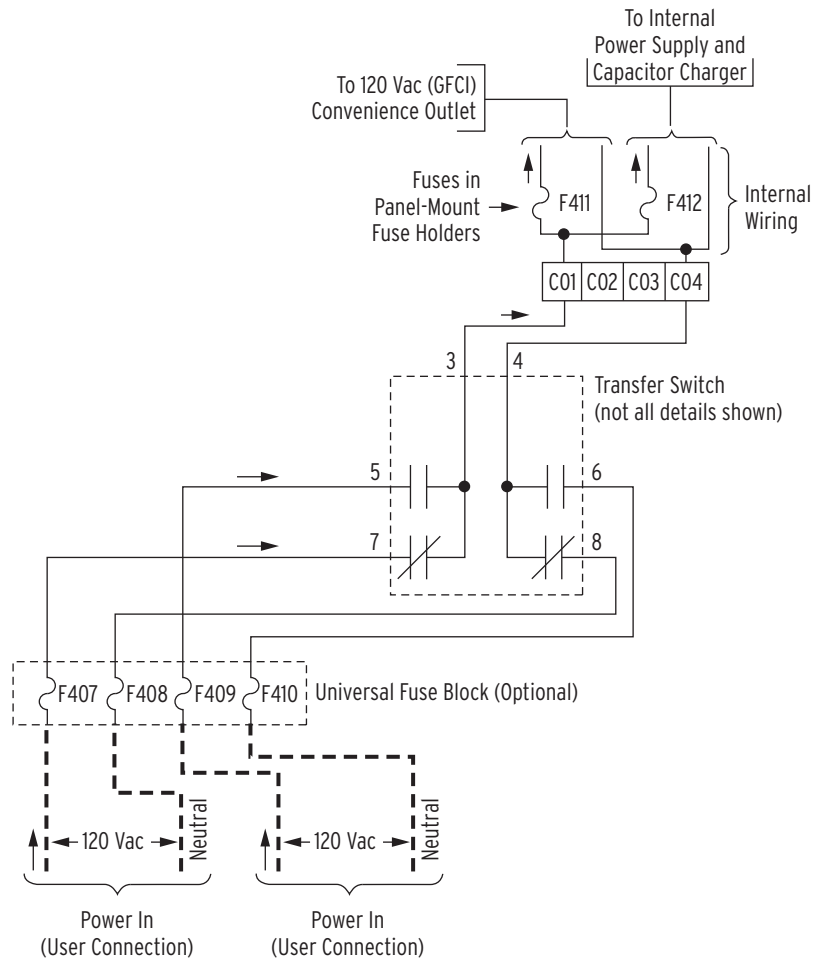 To Internal
Power Supply and
Capacitor Charger
To 120 Vac (GFCI)
Convenience Outlet
Fuses in
Panel-Mount
Fuse Holders
F411
F412
Internal
Wiring
C01 C02 C03 C04
3 4
Transfer Switch
(not all details shown)
5 6
7 8
F407 F408 F409 F410 Universal Fuse Block (Optional)
120 Vac
Neutral
120 Vac
Neutral
Power In
(User Connection)
Power In
(User Connection)